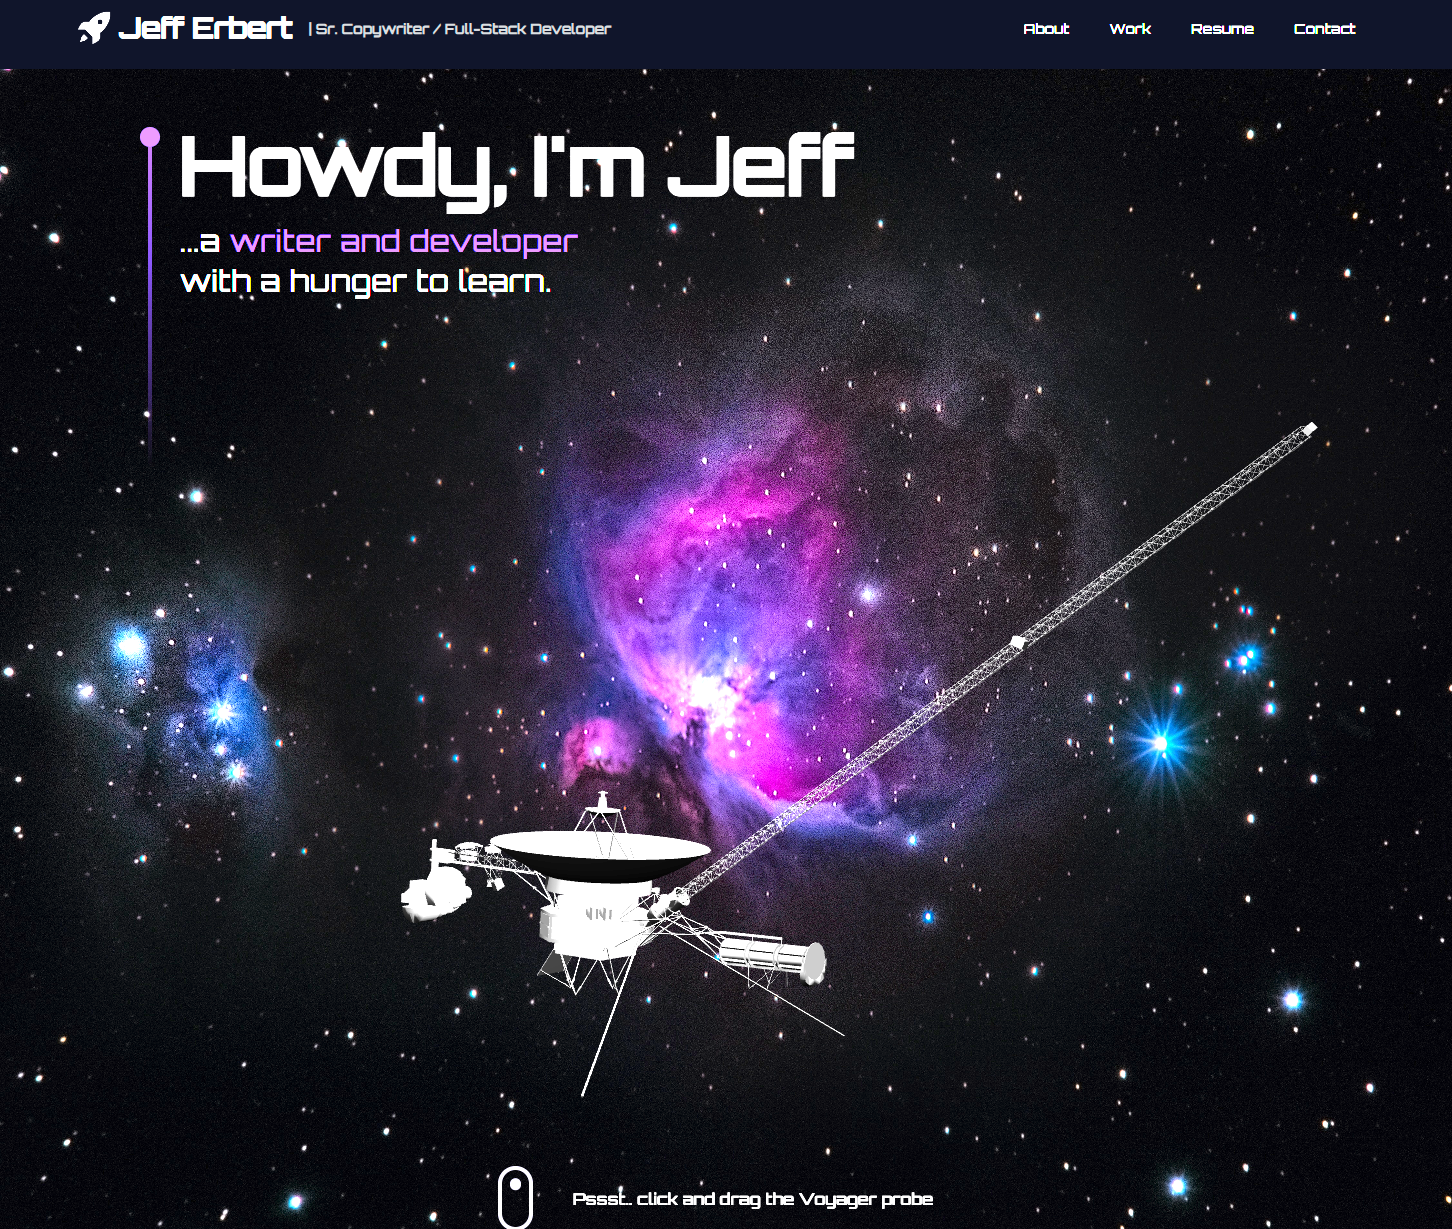 Jeff Erbert | Sr. Copywriter / Full-Stack Developer
About Work Resume Contact
Howdy, I'm Jeff
...a writer and developer
with a hunger to learn.
Pssst.. click and drag the Voyager probe